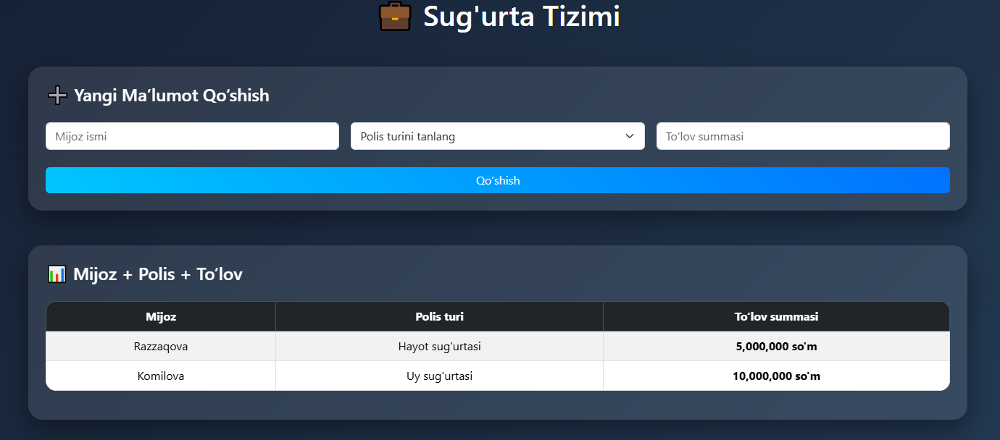 Sug'urta Tizimi
Yangi Ma’lumot Qo‘shish
Mijoz ismi Polis turini tanlang To'lov summasi
Qo‘shish
Mijoz + Polis + To‘lov
Mijoz Polis turi To‘lov summasi
Razzaqova Hayot sug'urtasi 5,000,000 so'm
Komilova Uy sug'urtasi 10,000,000 so'm